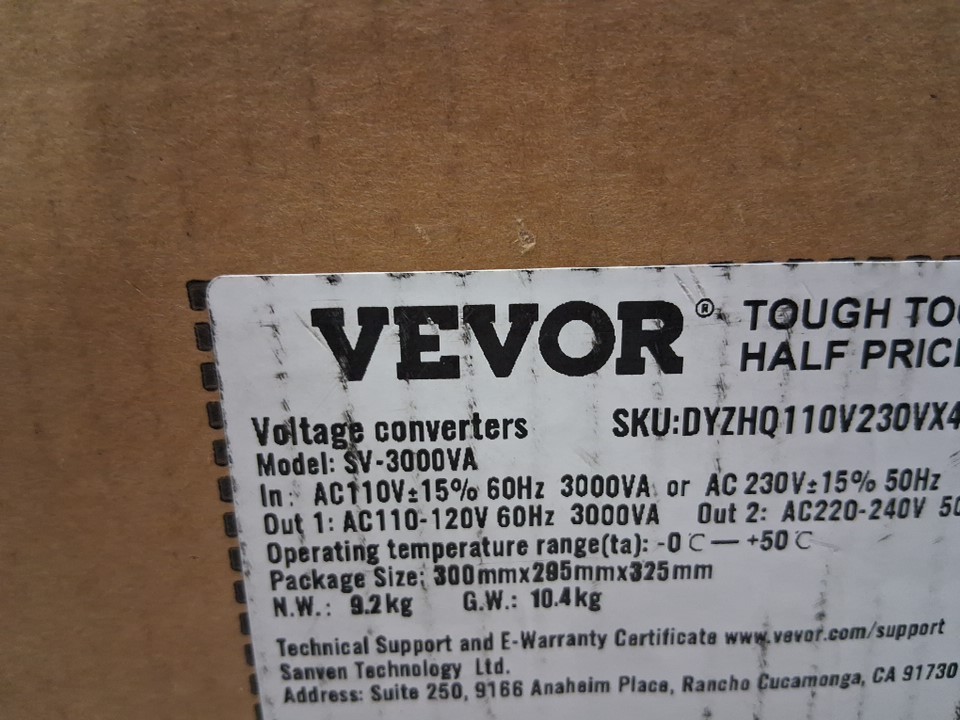 VEVOR® TOUGH TOO
HALF PRIC
Voltage converters SKU:DYZHQ110V230VX4
Model: SV-3000VA
In: AC110V±15% 60Hz 3000VA or AC 230V±15% 50Hz
Out 1: AC110-120V 60Hz 3000VA Out 2: AC220-240V 50
Operating temperature range(ta): -0℃— +50℃
Package Size: 300mmx295mmx325mm
N.W.: 9.2kg G.W.: 10.4kg
Technical Support and E-Warranty Certificate www.vevor.com/support
Sanven Technology Ltd.
Address: Suite 250, 9166 Anaheim Place, Rancho Cucamonga, CA 91730